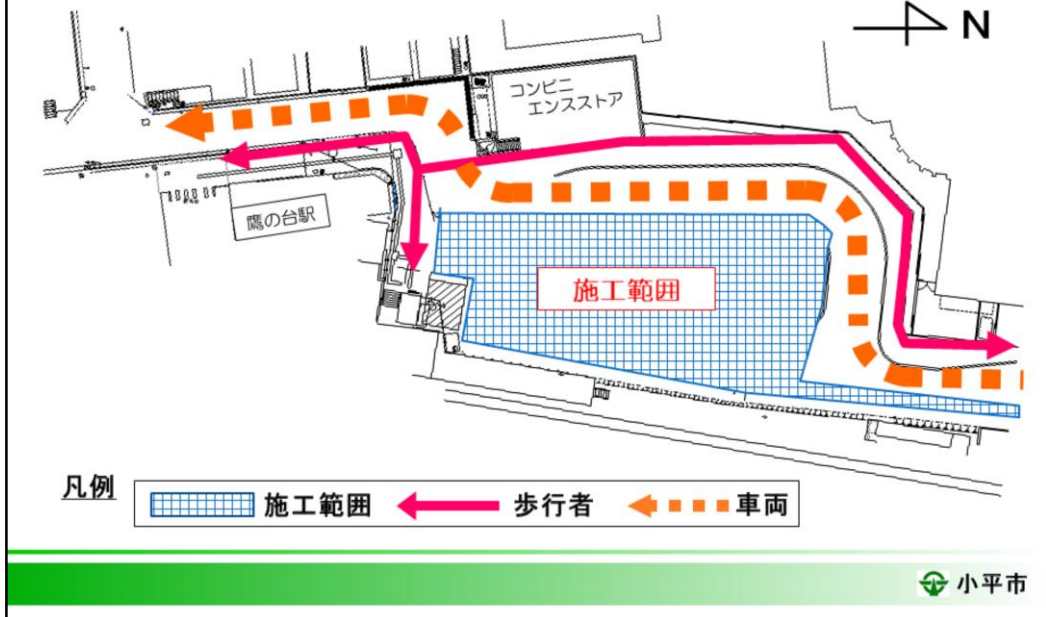 N
コンビニ
エンスストア
鷹の台駅
施工範囲
凡例
施工範囲
歩行者
車両
小平市